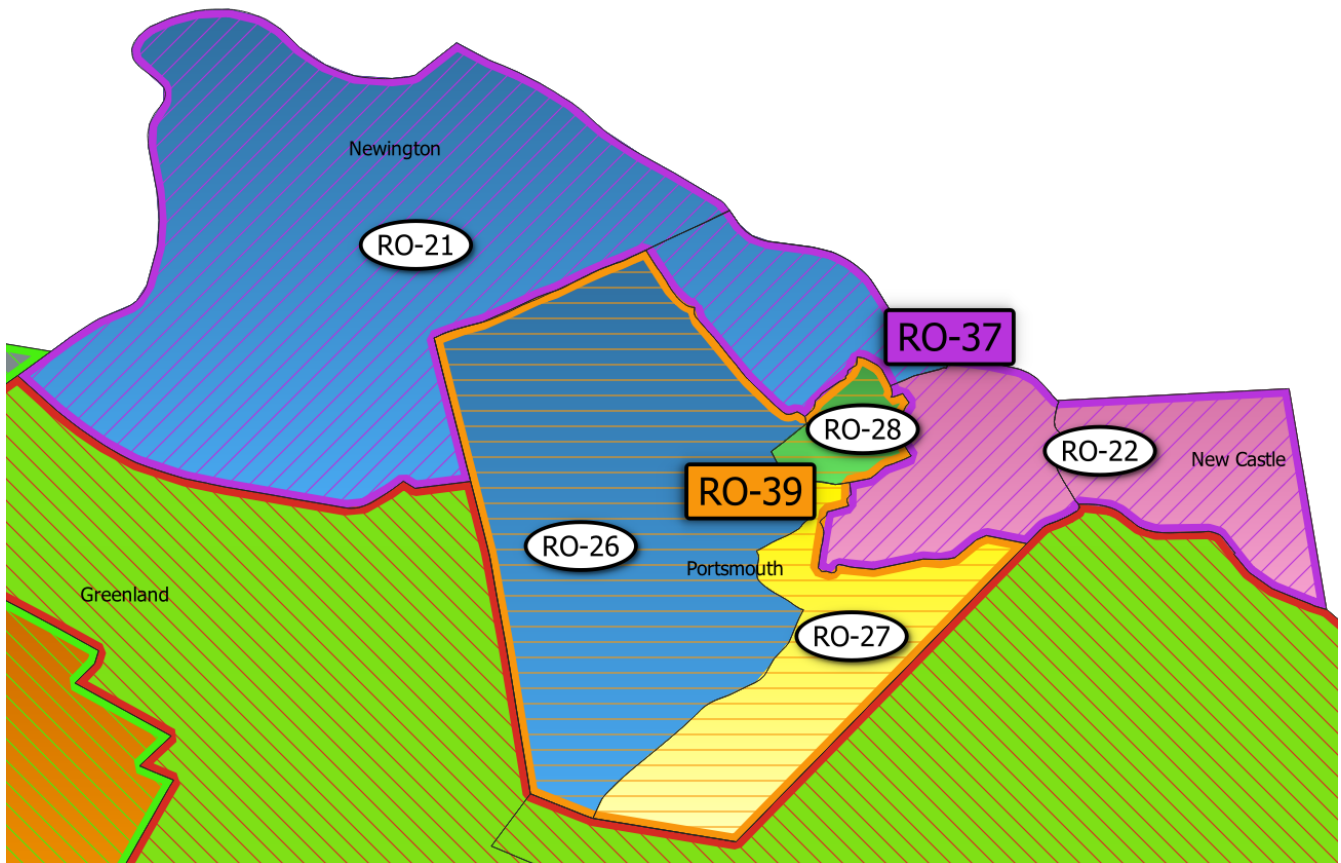 Newington
RO-21
RO-37
RO-28
RO-22
New Castle
RO-39
RO-26
Portsmouth
Greenland
RO-27